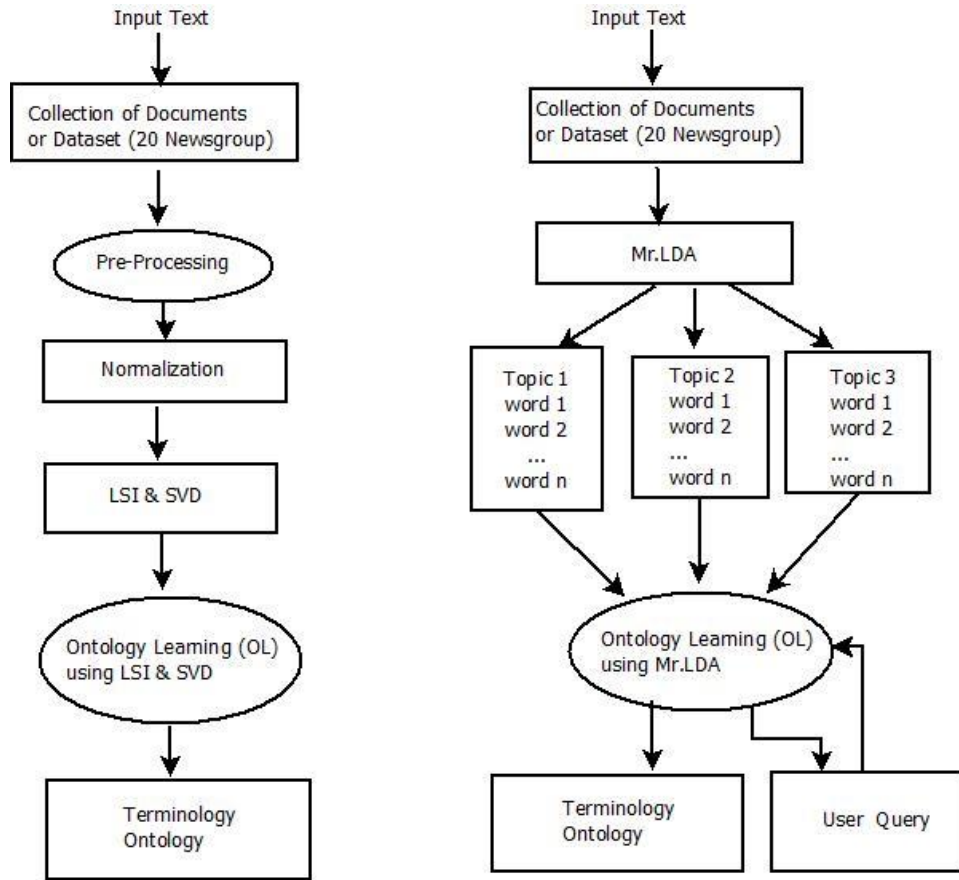 Input Text
Collection of Documents
or Dataset (20 Newsgroup)
Pre-Processing
Normalization
LSI & SVD
Ontology Learning (OL)
using LSI & SVD
Terminology
Ontology
Input Text
Collection of Documents
or Dataset (20 Newsgroup)
Mr.LDA
Topic 1
word 1
word 2
...
word n
Topic 2
word 1
word 2
...
word n
Topic 3
word 1
word 2
...
word n
Ontology Learning (OL)
using Mr.LDA
Terminology
Ontology
User Query